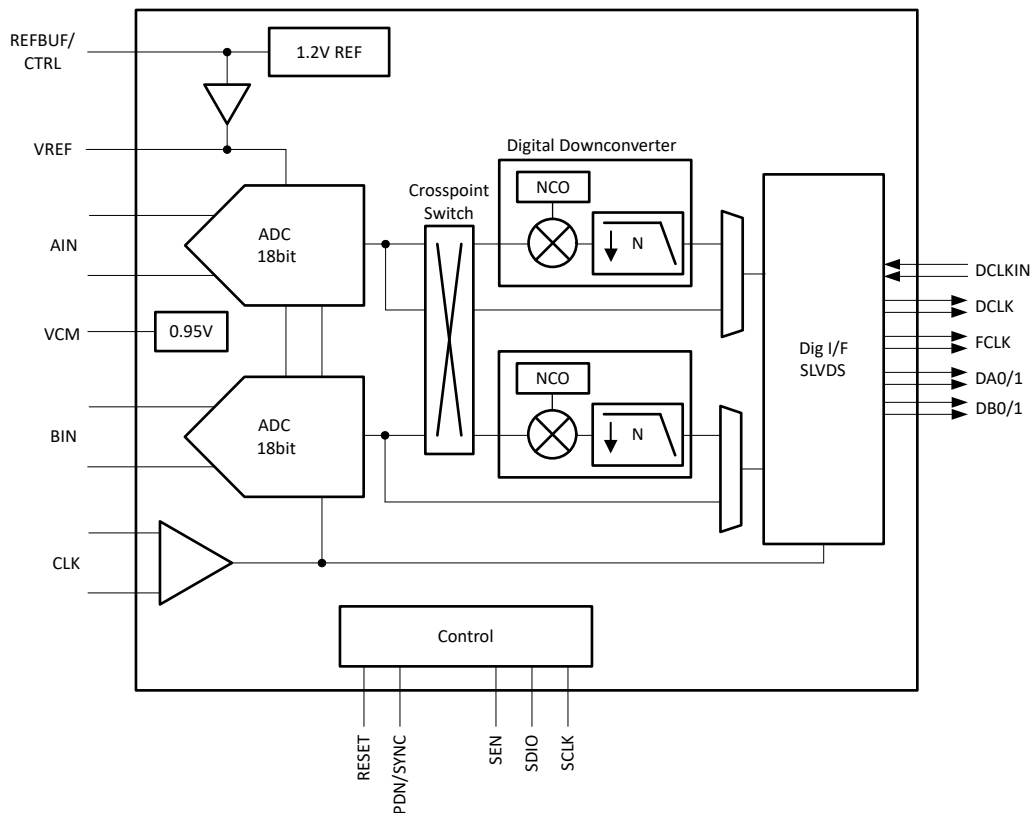 REFBUF/
CTRL
1.2V REF
VREF
Digital Downconverter
NCO
Crosspoint
Switch
N
AIN
ADC
18bit
DCLKIN
DCLK
VCM
0.95V
FCLK
Dig I/F
SLVDS
NCO
DA0/1
DB0/1
BIN
ADC
18bit
N
CLK
Control
RESET
PDN/SYNC
SEN
SDIO
SCLK